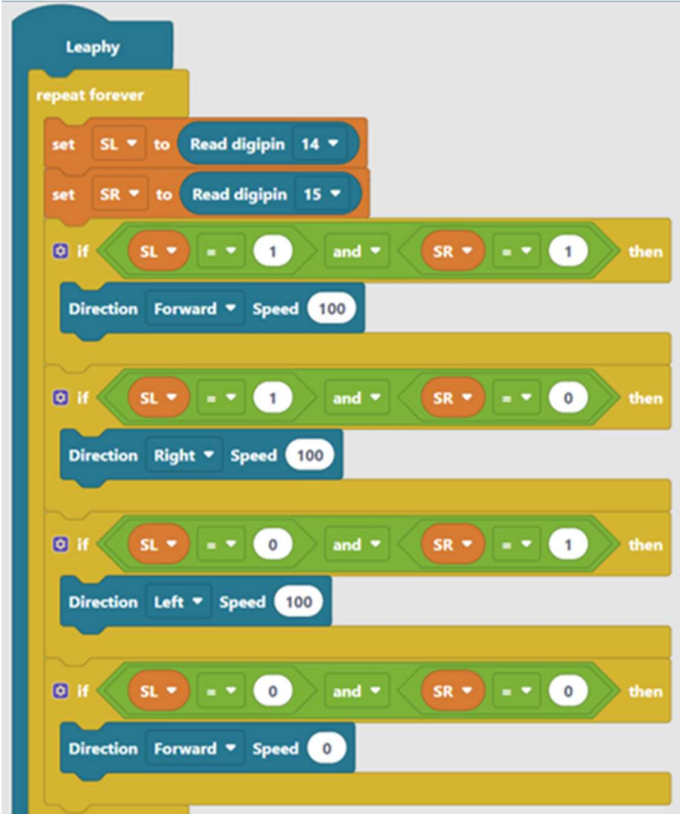 Leaphy
repeat forever
set SL to Read digipin 14
set SR to Read digipin 15
if SL = 1 and SR = 1 then
Direction Forward Speed 100
if SL = 1 and SR = 0 then
Direction Right Speed 100
if SL = 0 and SR = 1 then
Direction Left Speed 100
if SL = 0 and SR = 0 then
Direction Forward Speed 0